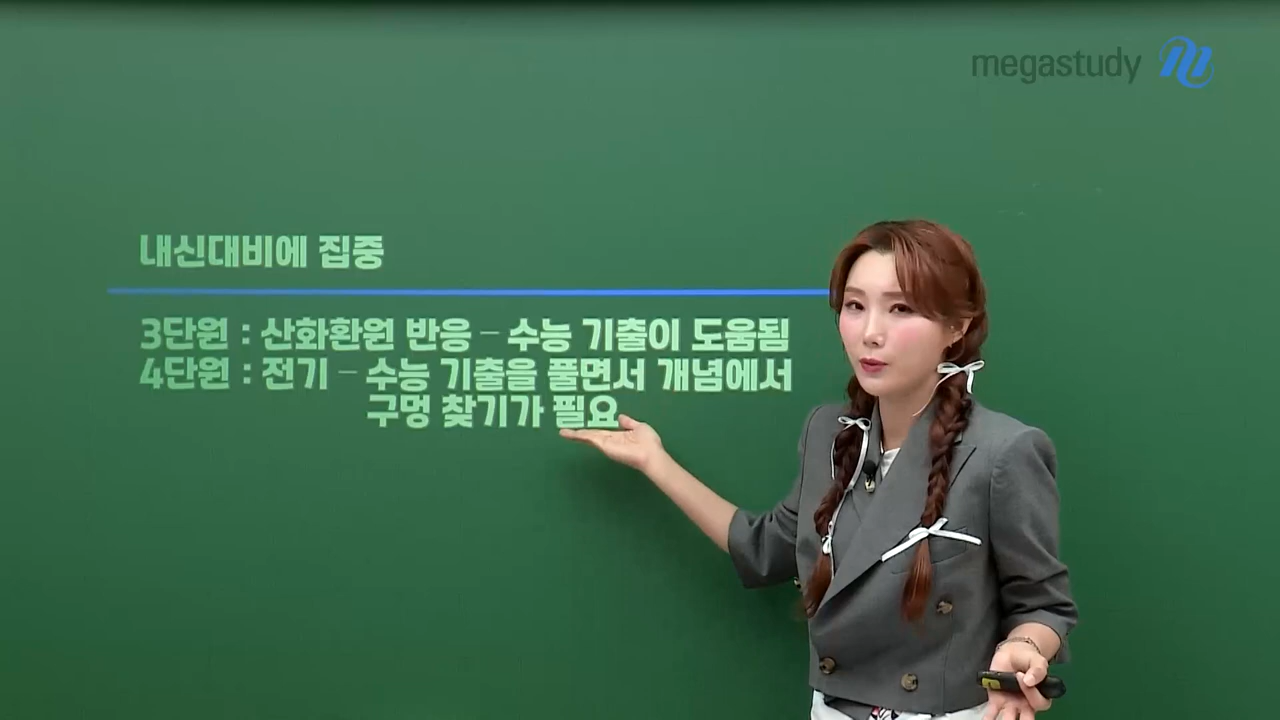 megastudy
내신대비에 집중
3단원 : 산화환원 반응 - 수능 기출이 도움됨
4단원 : 전기 - 수능 기출을 풀면서 개념에서
구멍 찾기가 필요